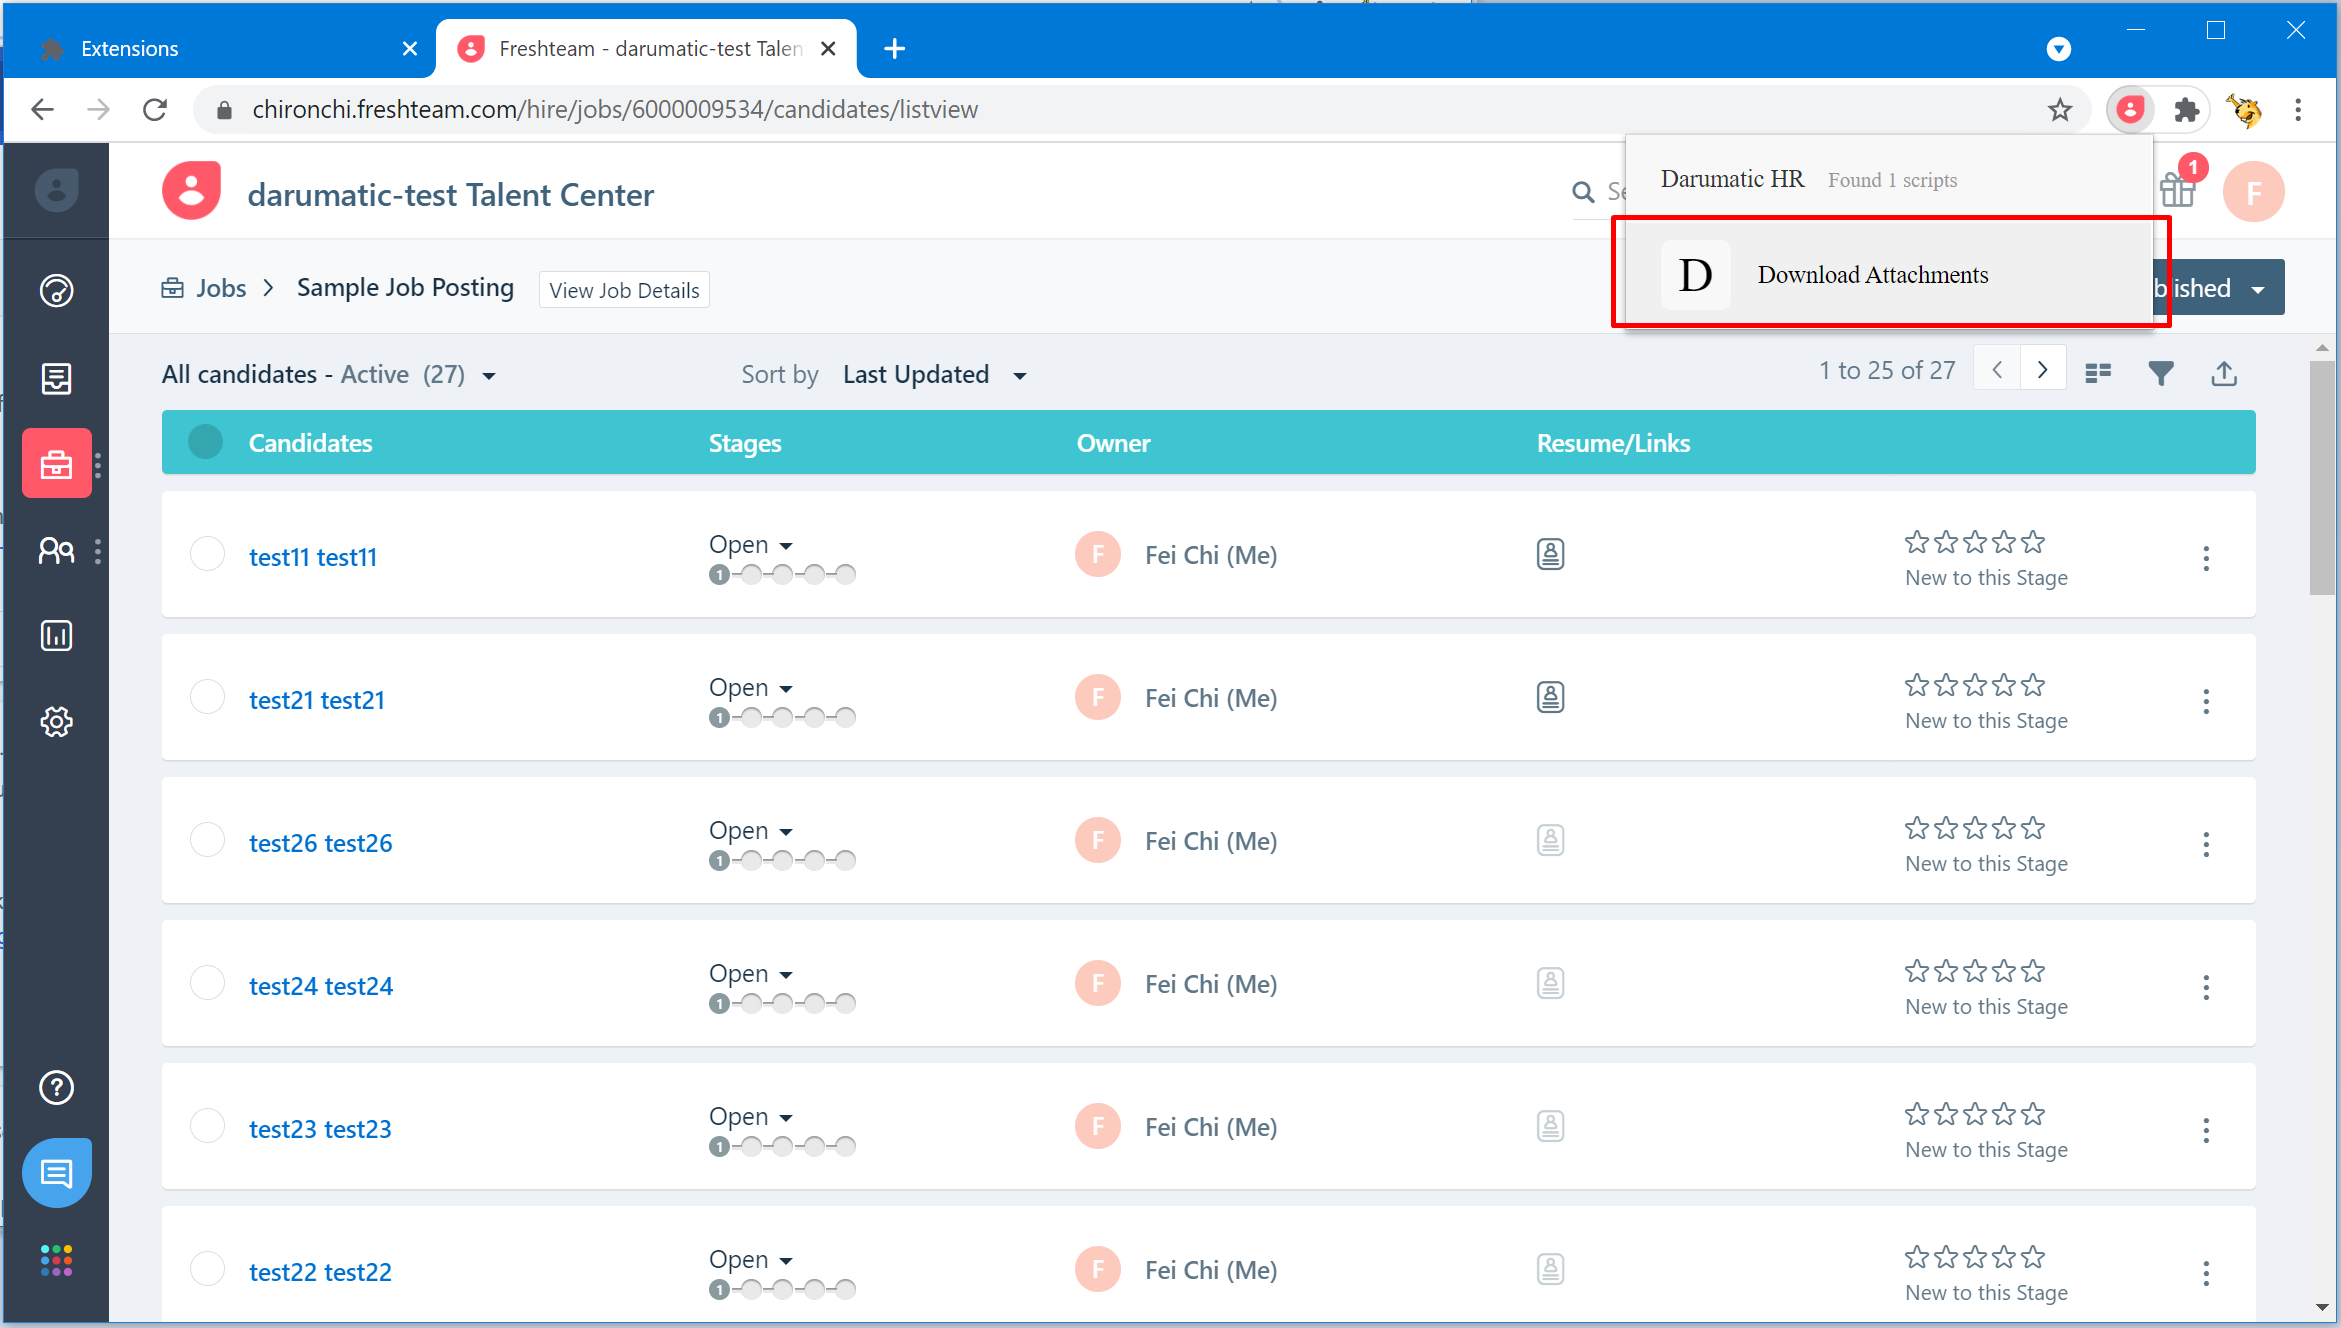 Extensions
Freshteam - darumatic-test Talen
chironchi.freshteam.com/hire/jobs/6000009534/candidates/listview
darumatic-test Talent Center
Darumatic HR Found 1 scripts
1
F
D Download Attachments
Jobs > Sample Job Posting View Job Details
All candidates - Active (27) Sort by Last Updated 1 to 25 of 27
Candidates Stages Owner Resume/Links
test11 test11 Open F Fei Chi (Me)
1 New to this Stage
test21 test21 Open F Fei Chi (Me)
1 New to this Stage
test26 test26 Open F Fei Chi (Me)
1 New to this Stage
test24 test24 Open F Fei Chi (Me)
1 New to this Stage
test23 test23 Open F Fei Chi (Me)
1 New to this Stage
test22 test22 Open F Fei Chi (Me)
1 New to this Stage